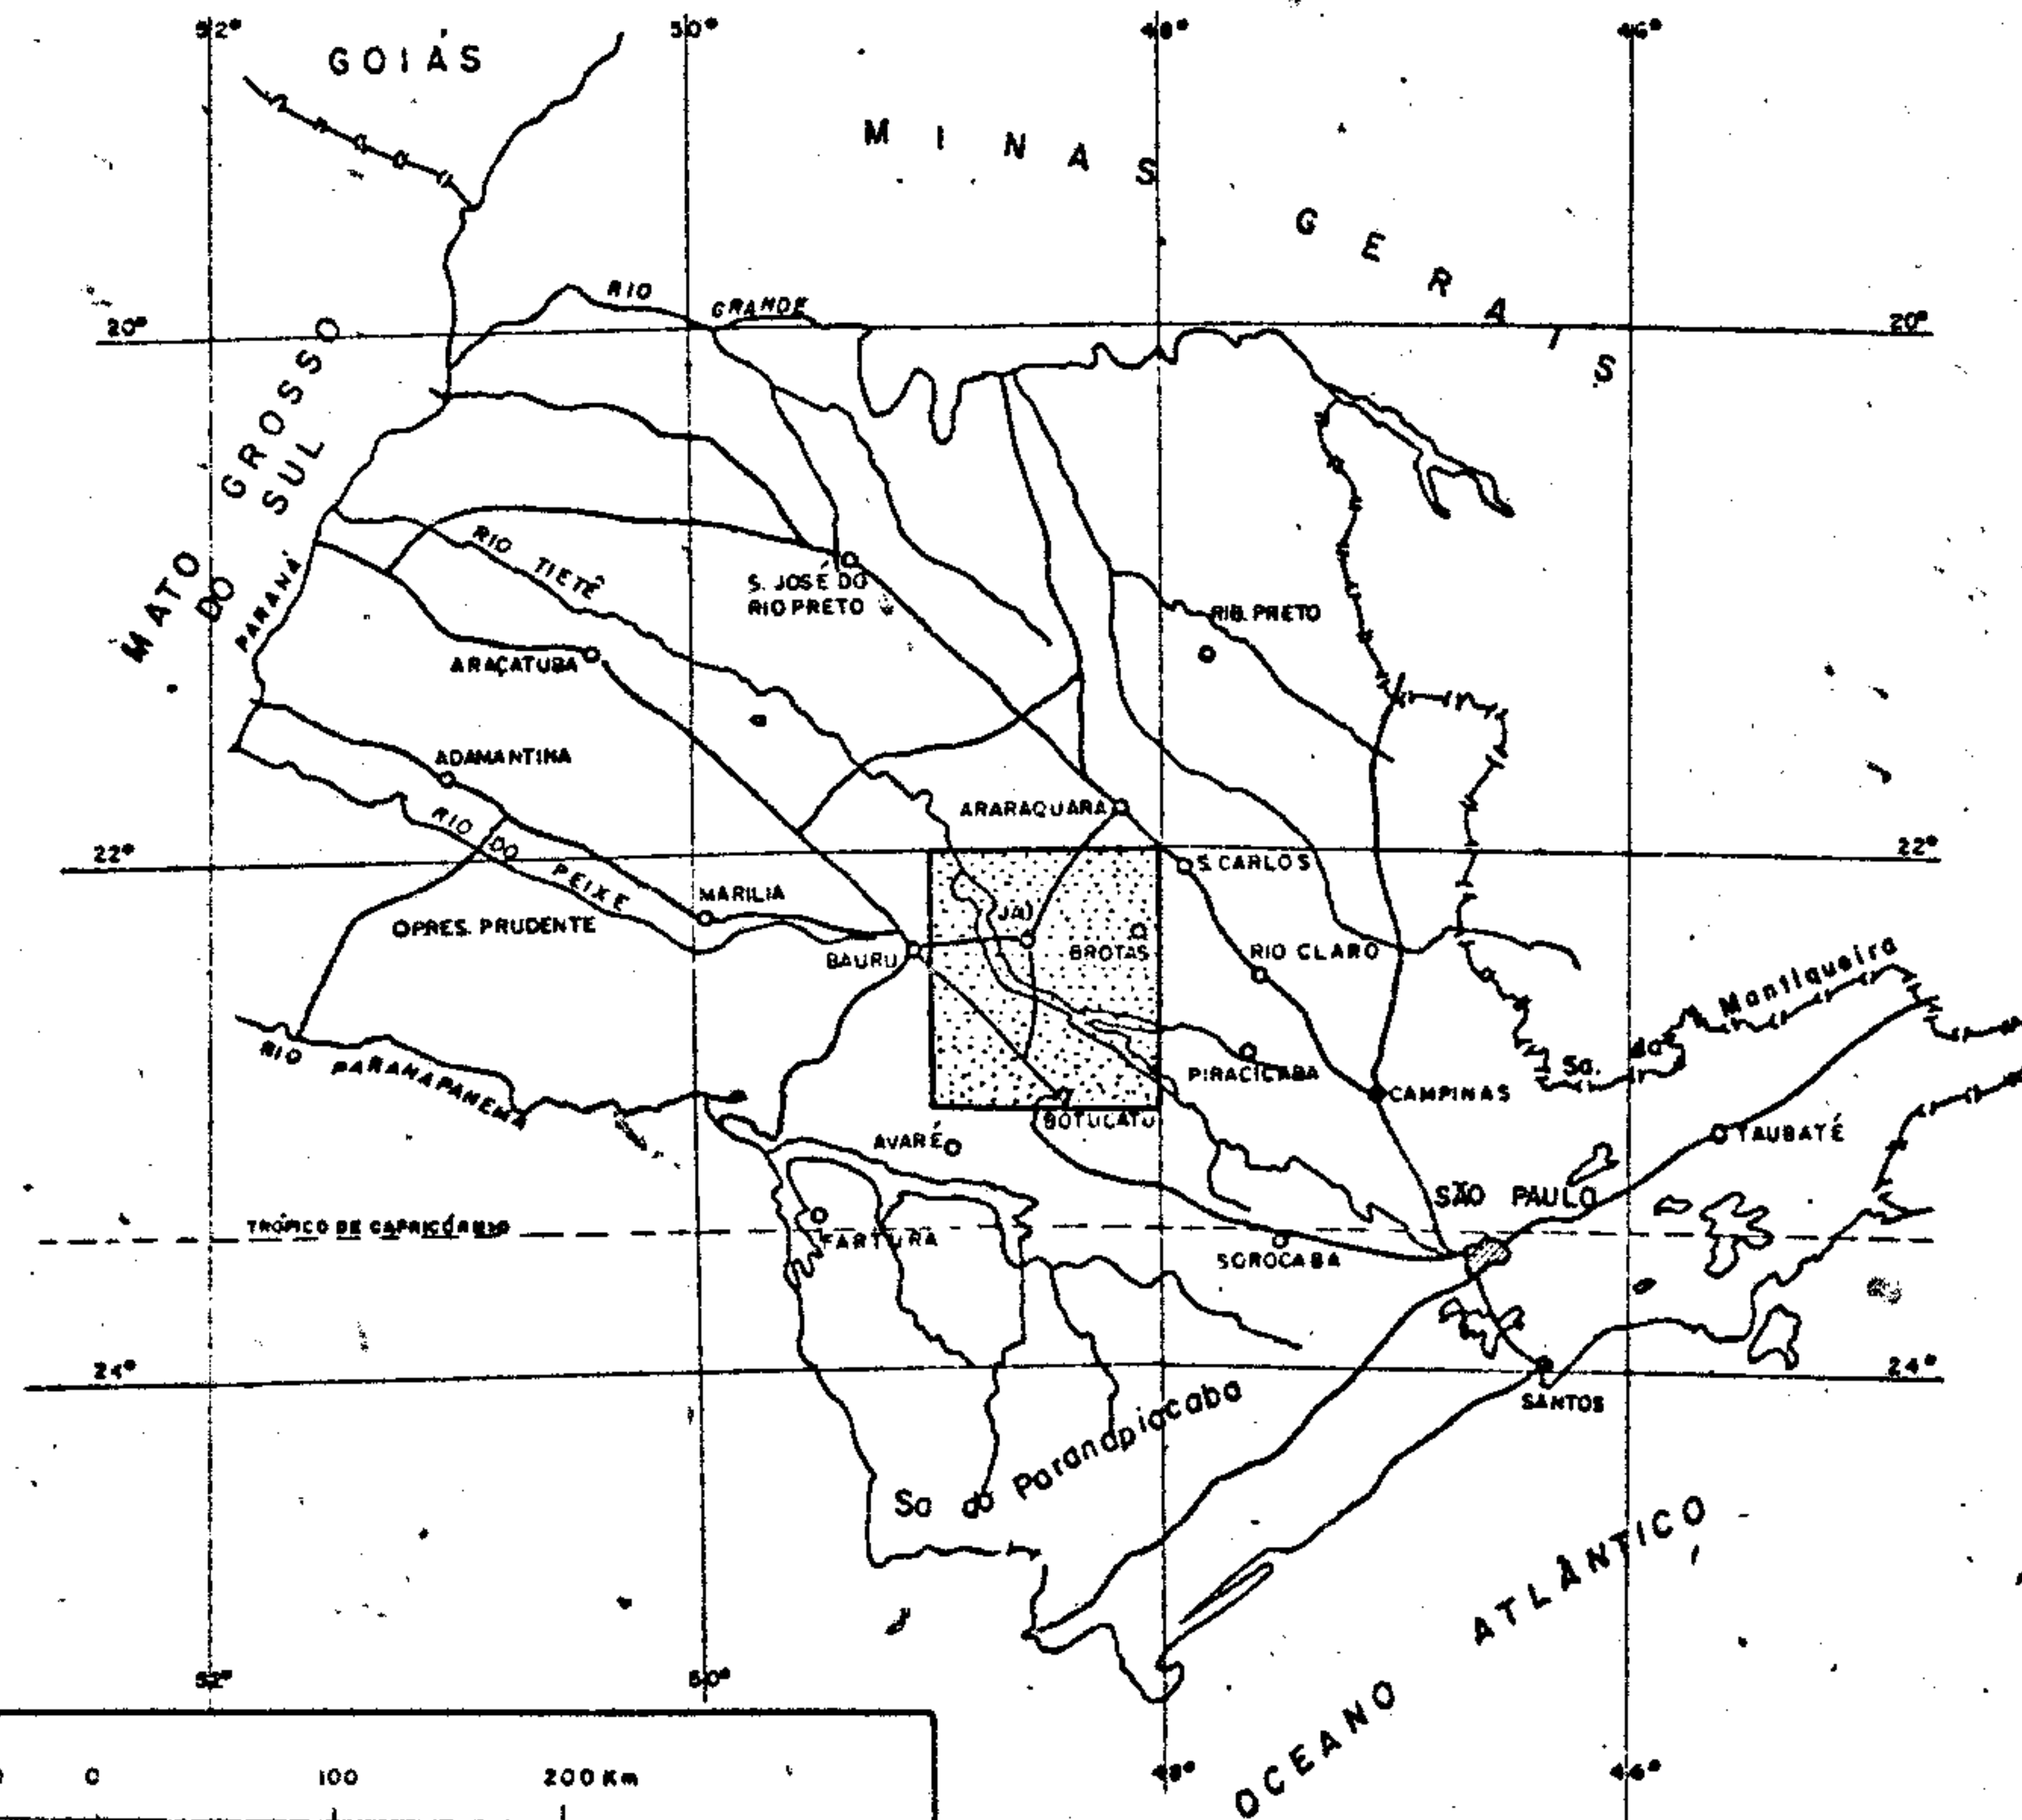 52° 50° 48° 46°
GOIÁS
MINAS GERAIS
RIO GRANDE
20° 20°
MATO GROSSO
DO SUL
PARANÁ
RIO TIETÊ
S. JOSÉ DO
RIO PRETO
RIB. PRETO
ARAÇATUBA
ADAMANTINA
ARARAQUARA
RIO DO PEIXE
22° 22°
S. CARLOS
MARILIA
JAÚ
PRES. PRUDENTE
BAURU
BROTAS
RIO CLARO
Sa. da Mantiqueira
RIO PARANAPANEMA
PIRACICABA
CAMPINAS
BOTUCATU
AVARÉ
TAUBATÉ
SÃO PAULO
TRÓPICO DE CAPRICÓRNIO
FARTURA
SOROCABA
24° 24°
SANTOS
Sa do Paranapiacaba
OCEANO ATLÂNTICO
52° 50°
48° 46°
0 100 200 Km